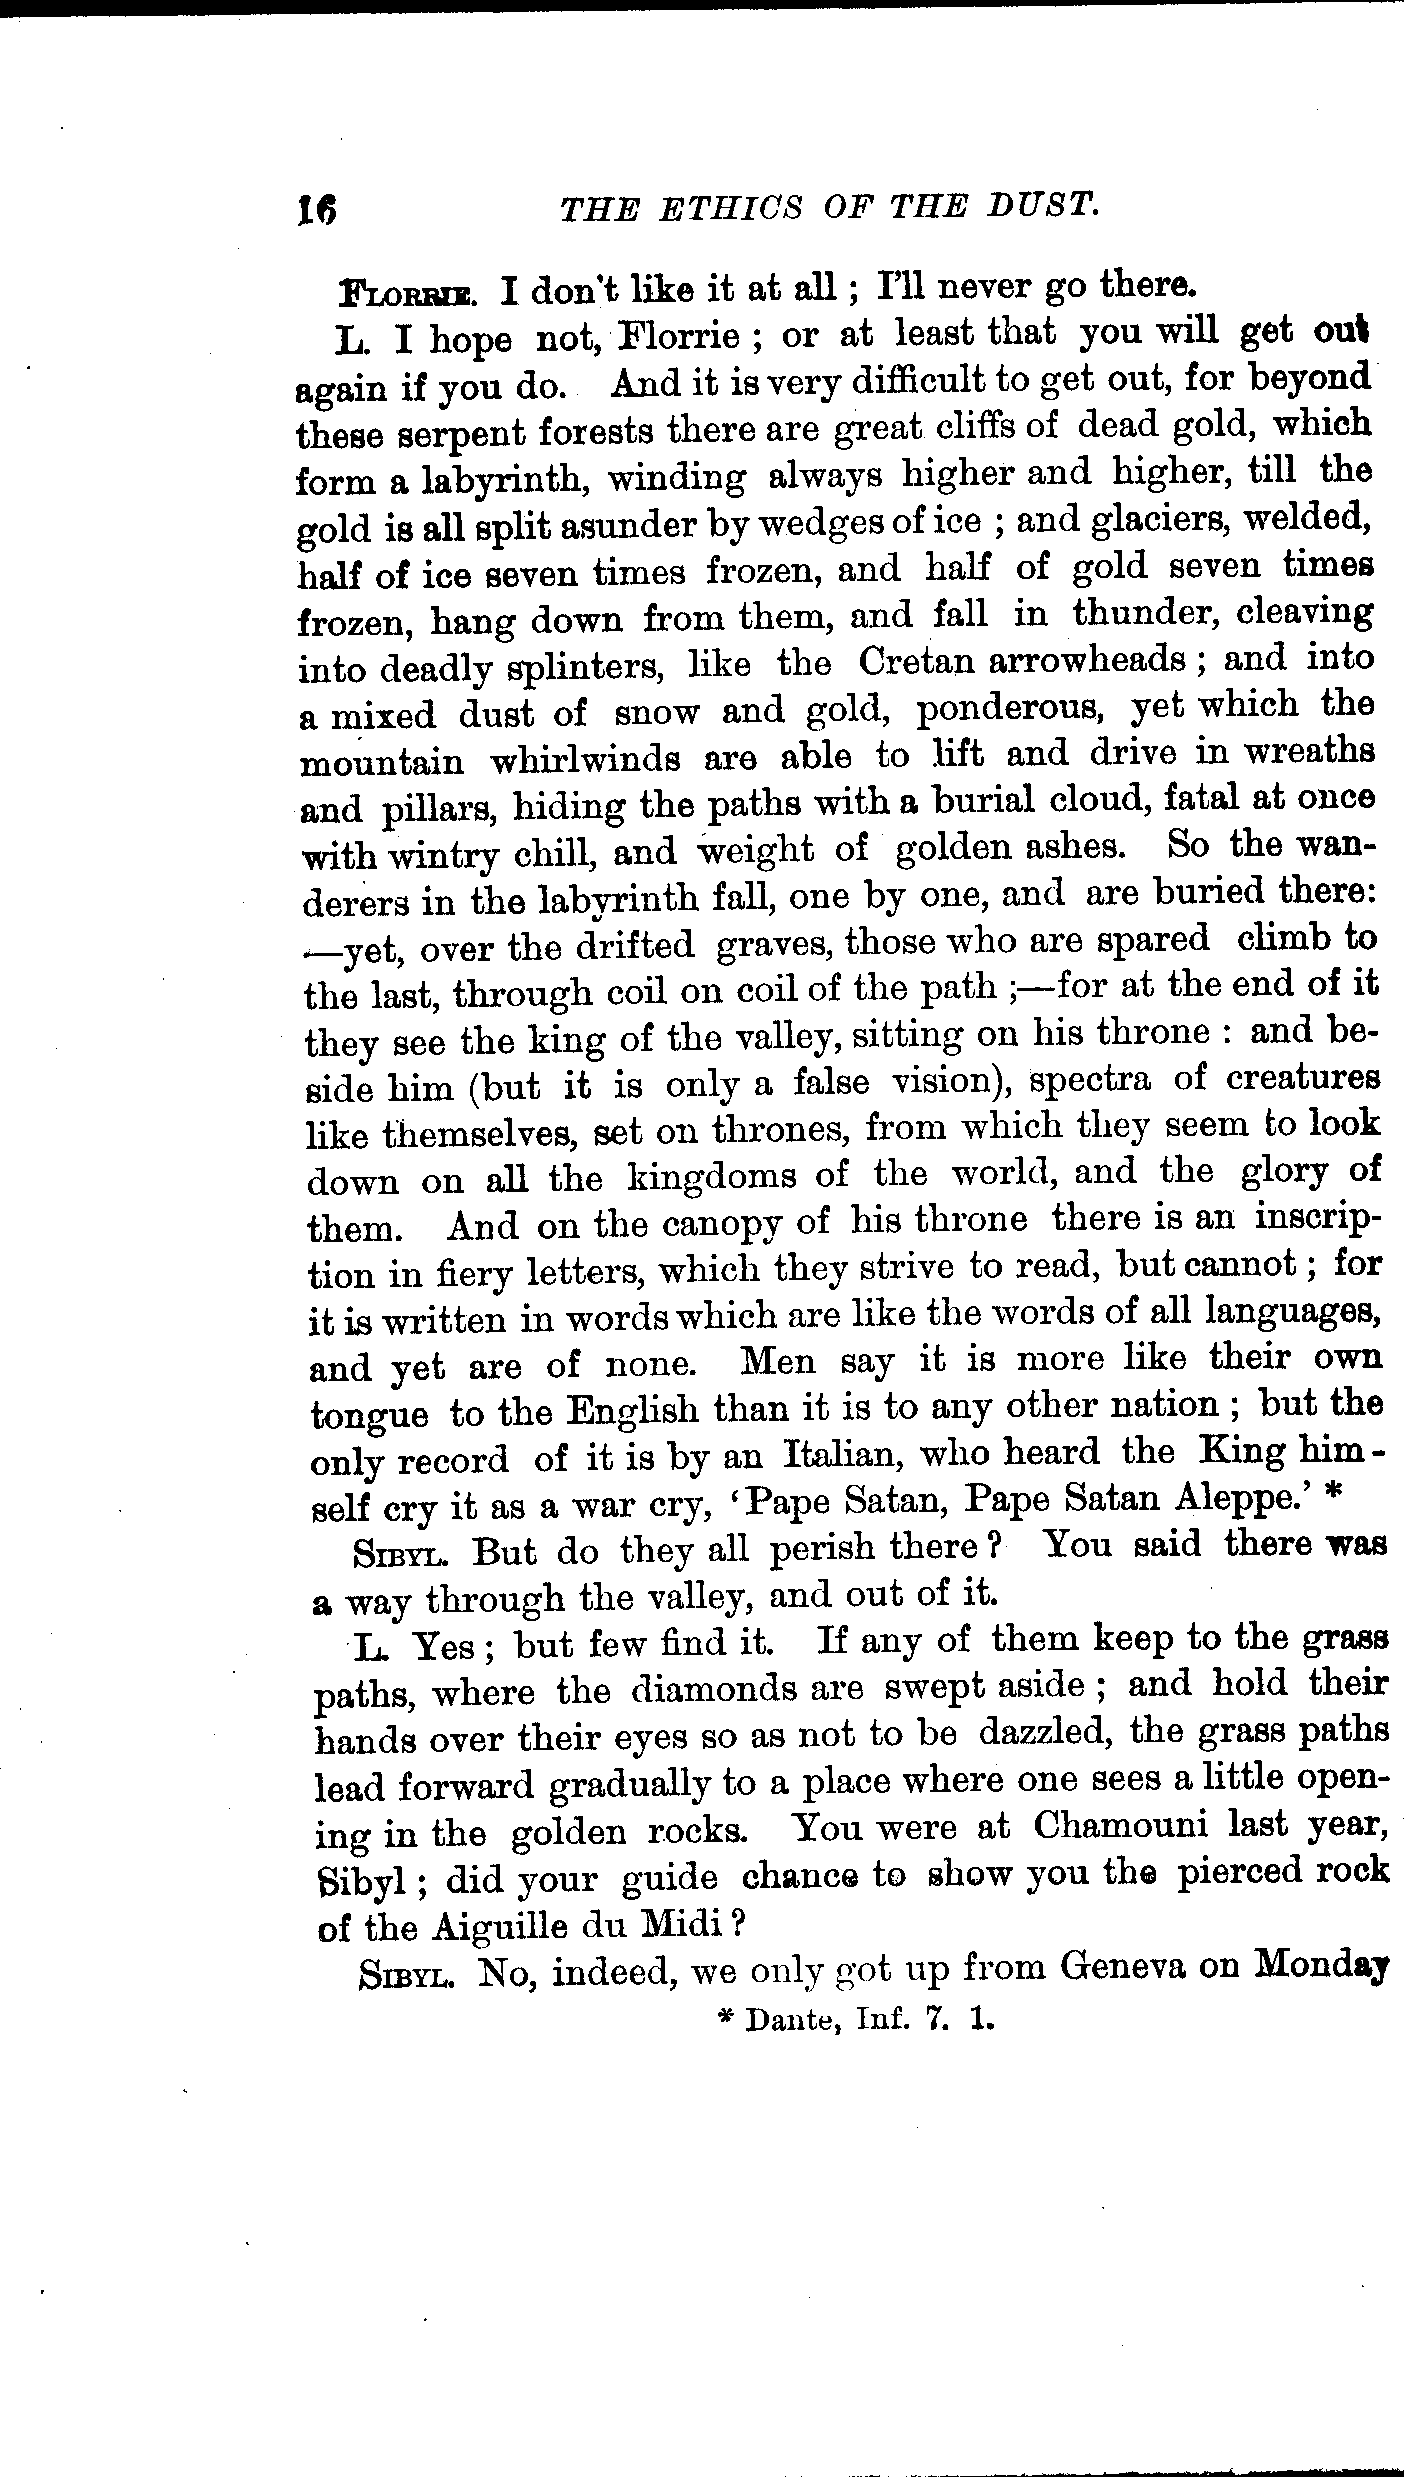 16 THE ETHICS OF THE DUST.
FLORRIE. I don't like it at all ; I'll never go there.
L. I hope not, Florrie ; or at least that you will get out
again if you do. And it is very difficult to get out, for beyond
these serpent forests there are great cliffs of dead gold, which
form a labyrinth, winding always higher and higher, till the
gold is all split asunder by wedges of ice ; and glaciers, welded,
half of ice seven times frozen, and half of gold seven times
frozen, hang down from them, and fall in thunder, cleaving
into deadly splinters, like the Cretan arrowheads ; and into
a mixed dust of snow and gold, ponderous, yet which the
mountain whirlwinds are able to lift and drive in wreaths
and pillars, hiding the paths with a burial cloud, fatal at once
with wintry chill, and weight of golden ashes. So the wan-
derers in the labyrinth fall, one by one, and are buried there:
—yet, over the drifted graves, those who are spared climb to
the last, through coil on coil of the path ;—for at the end of it
they see the king of the valley, sitting on his throne : and be-
side him (but it is only a false vision), spectra of creatures
like themselves, set on thrones, from which they seem to look
down on all the kingdoms of the world, and the glory of
them. And on the canopy of his throne there is an inscrip-
tion in fiery letters, which they strive to read, but cannot ; for
it is written in words which are like the words of all languages,
and yet are of none. Men say it is more like their own
tongue to the English than it is to any other nation ; but the
only record of it is by an Italian, who heard the King him-
self cry it as a war cry, 'Pape Satan, Pape Satan Aleppe.' *
SIBYL. But do they all perish there ? You said there was
a way through the valley, and out of it.
L. Yes ; but few find it. If any of them keep to the grass
paths, where the diamonds are swept aside ; and hold their
hands over their eyes so as not to be dazzled, the grass paths
lead forward gradually to a place where one sees a little open-
ing in the golden rocks. You were at Chamouni last year,
Sibyl ; did your guide chance to show you the pierced rock
of the Aiguille du Midi ?
SIBYL. No, indeed, we only got up from Geneva on Monday
* Dante, Inf. 7. 1.